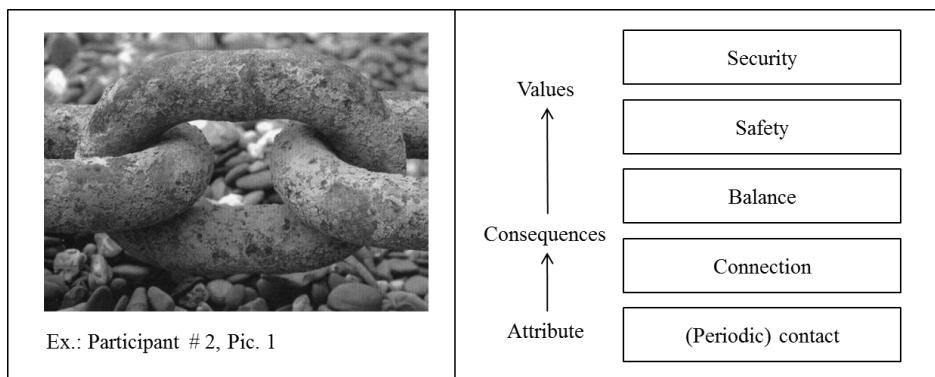 Ex.: Participant # 2, Pic. 1
Values
Consequences
Attribute
Security
Safety
Balance
Connection
(Periodic) contact